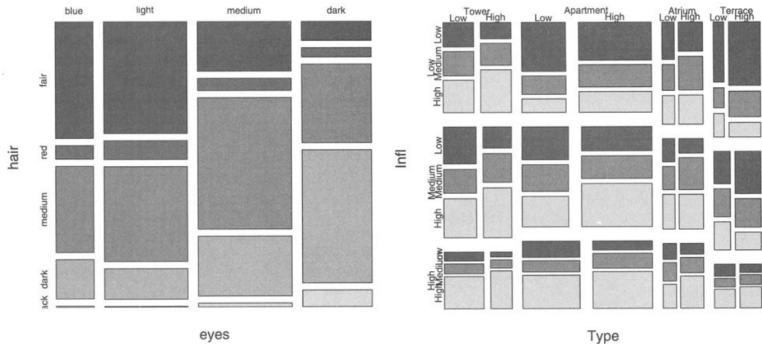 blue light medium dark
fair
red
medium
dark
ack
hair
eyes
Tower Apartment Atrium Terrace
Low High Low High Low High Low High
Low
Low
Medium
High
Medium
Low
Medium
High
High
Low
Medium
High
Infl
Type